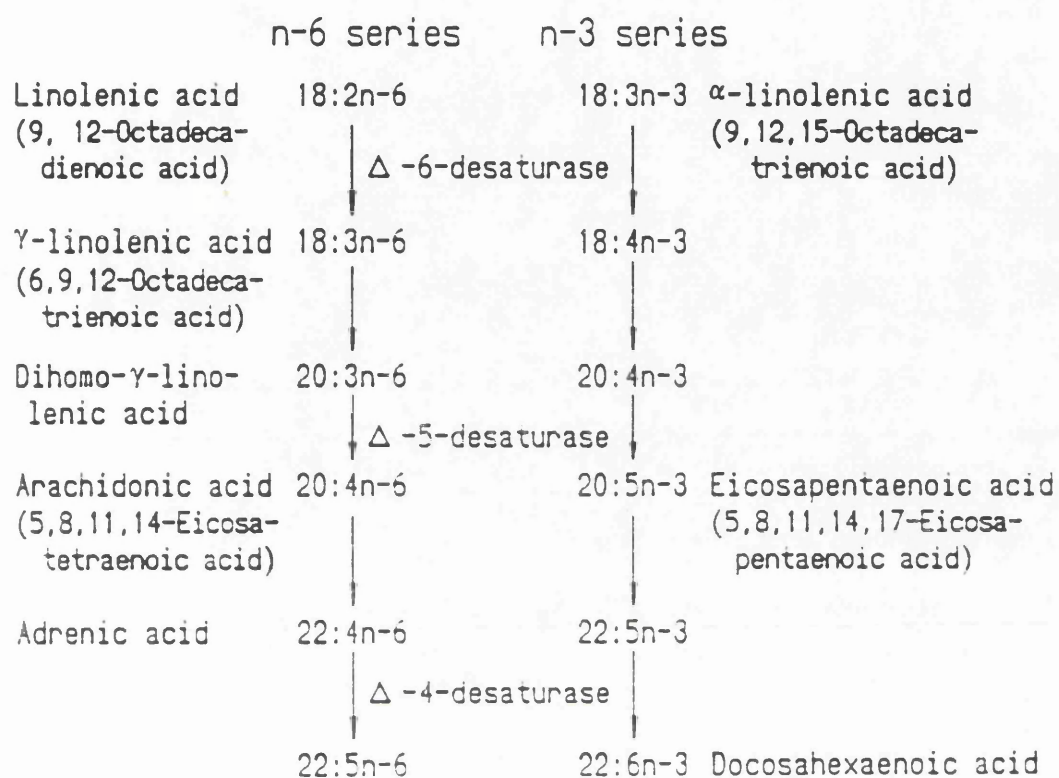 n-6 series n-3 series
Linolenic acid 18:2n-6 18:3n-3 α-linolenic acid
(9, 12-Octadeca- (9,12,15-Octadeca-
dienoic acid) Δ -6-desaturase trienoic acid)
γ-linolenic acid 18:3n-6 18:4n-3
(6,9,12-Octadeca-
trienoic acid)
Dihomo-γ-lino- 20:3n-6 20:4n-3
lenic acid
Δ -5-desaturase
Arachidonic acid 20:4n-6 20:5n-3 Eicosapentaenoic acid
(5,8,11,14-Eicosa- (5,8,11,14,17-Eicosa-
tetraenoic acid) pentaenoic acid)
Adrenic acid 22:4n-6 22:5n-3
Δ -4-desaturase
22:5n-6 22:6n-3 Docosahexaenoic acid